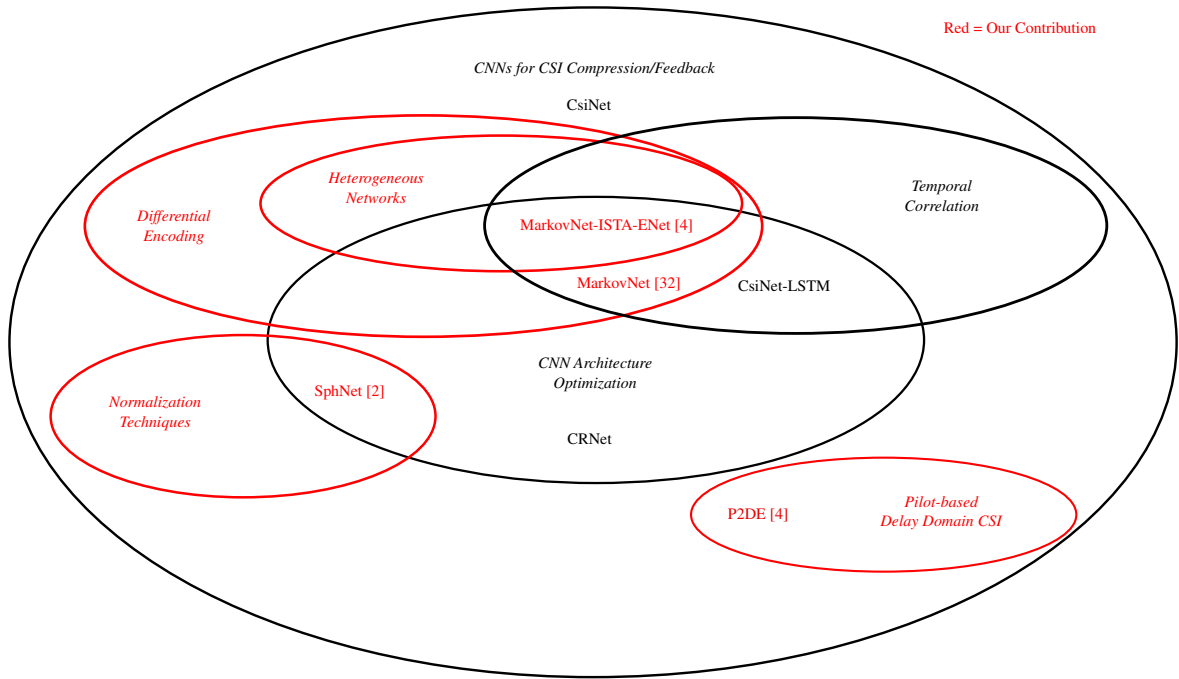 Red = Our Contribution
CNNs for CSI Compression/Feedback
CsiNet
Heterogeneous
Networks
Temporal
Correlation
Differential
Encoding
MarkovNet-ISTA-ENet [4]
MarkovNet [32]
CsiNet-LSTM
CNN Architecture
Optimization
SphNet [2]
Normalization
Techniques
CRNet
Pilot-based
Delay Domain CSI
P2DE [4]